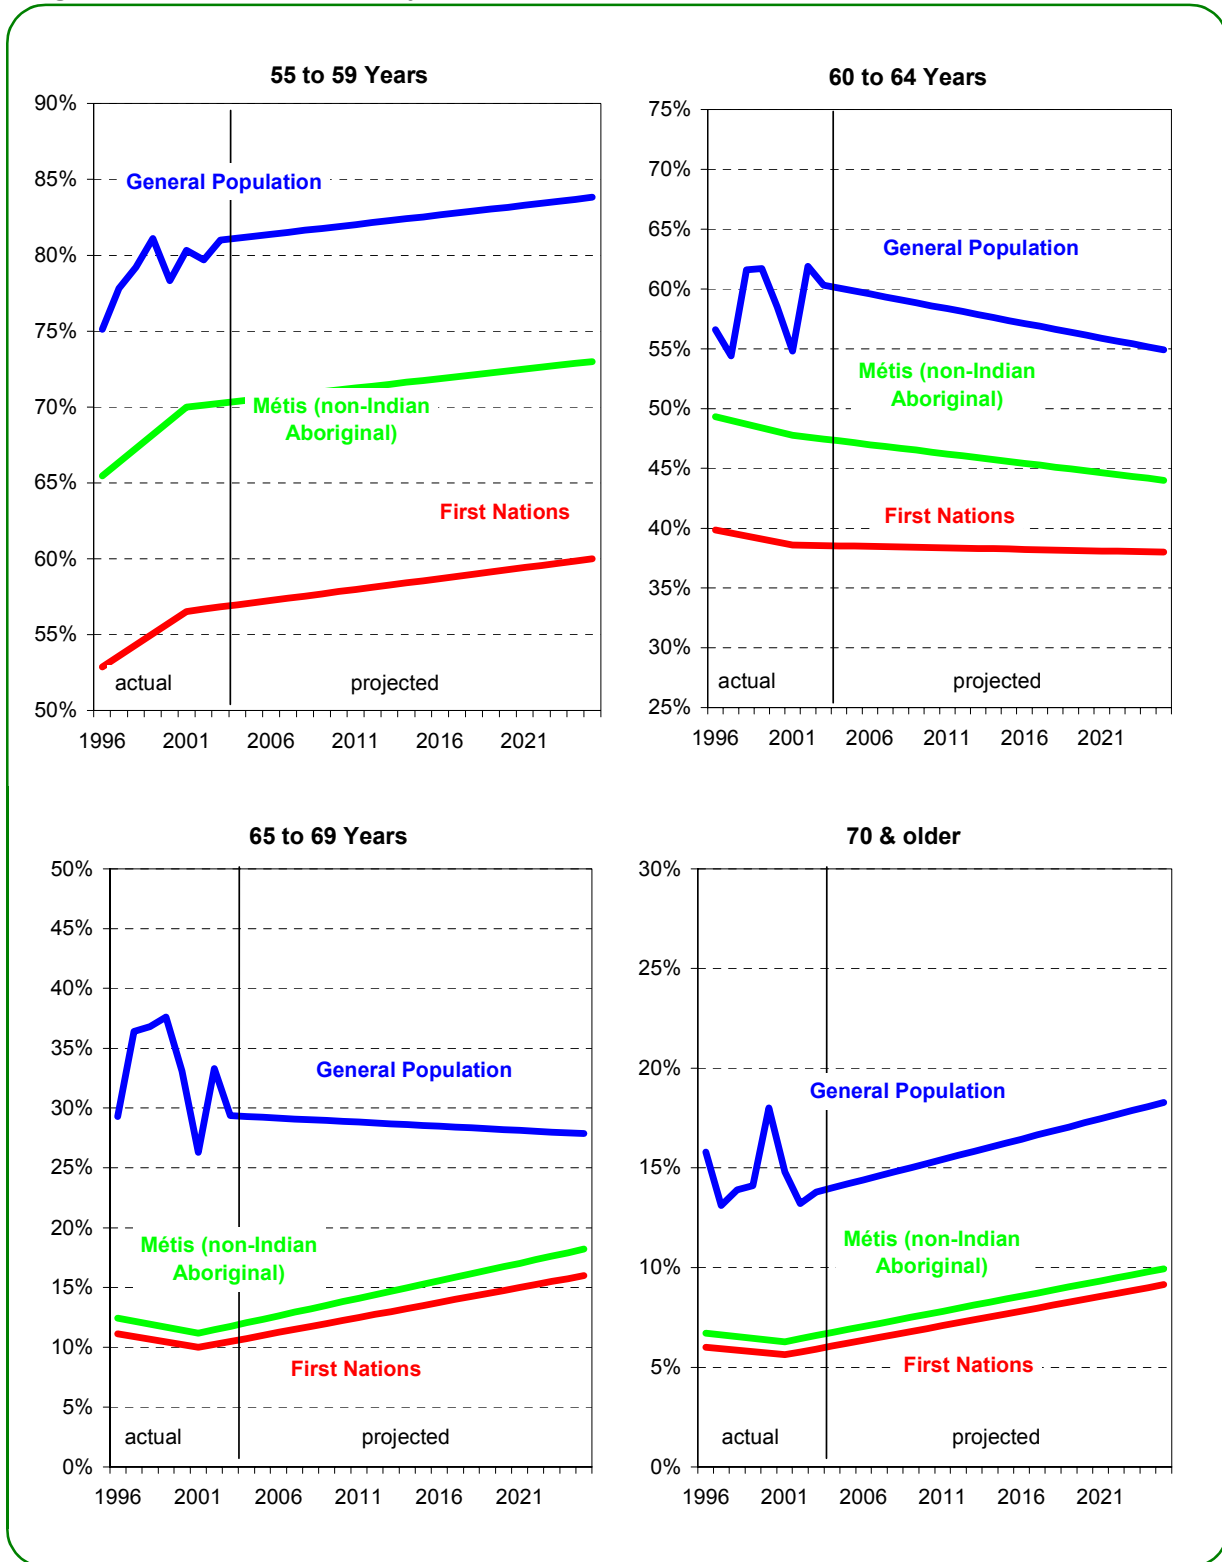 55 to 59 Years
90%
85%
80%
75%
70%
65%
60%
55%
50%
General Population
Métis (non-Indian
Aboriginal)
First Nations
actual
projected
1996 2001 2006 2011 2016 2021
60 to 64 Years
75%
70%
65%
60%
55%
50%
45%
40%
35%
30%
25%
General Population
Métis (non-Indian
Aboriginal)
First Nations
actual
projected
1996 2001 2006 2011 2016 2021
65 to 69 Years
50%
45%
40%
35%
30%
25%
20%
15%
10%
5%
0%
General Population
Métis (non-Indian
Aboriginal)
First Nations
actual
projected
1996 2001 2006 2011 2016 2021
70 & older
30%
25%
20%
15%
10%
5%
0%
General Population
Métis (non-Indian
Aboriginal)
First Nations
actual
projected
1996 2001 2006 2011 2016 2021